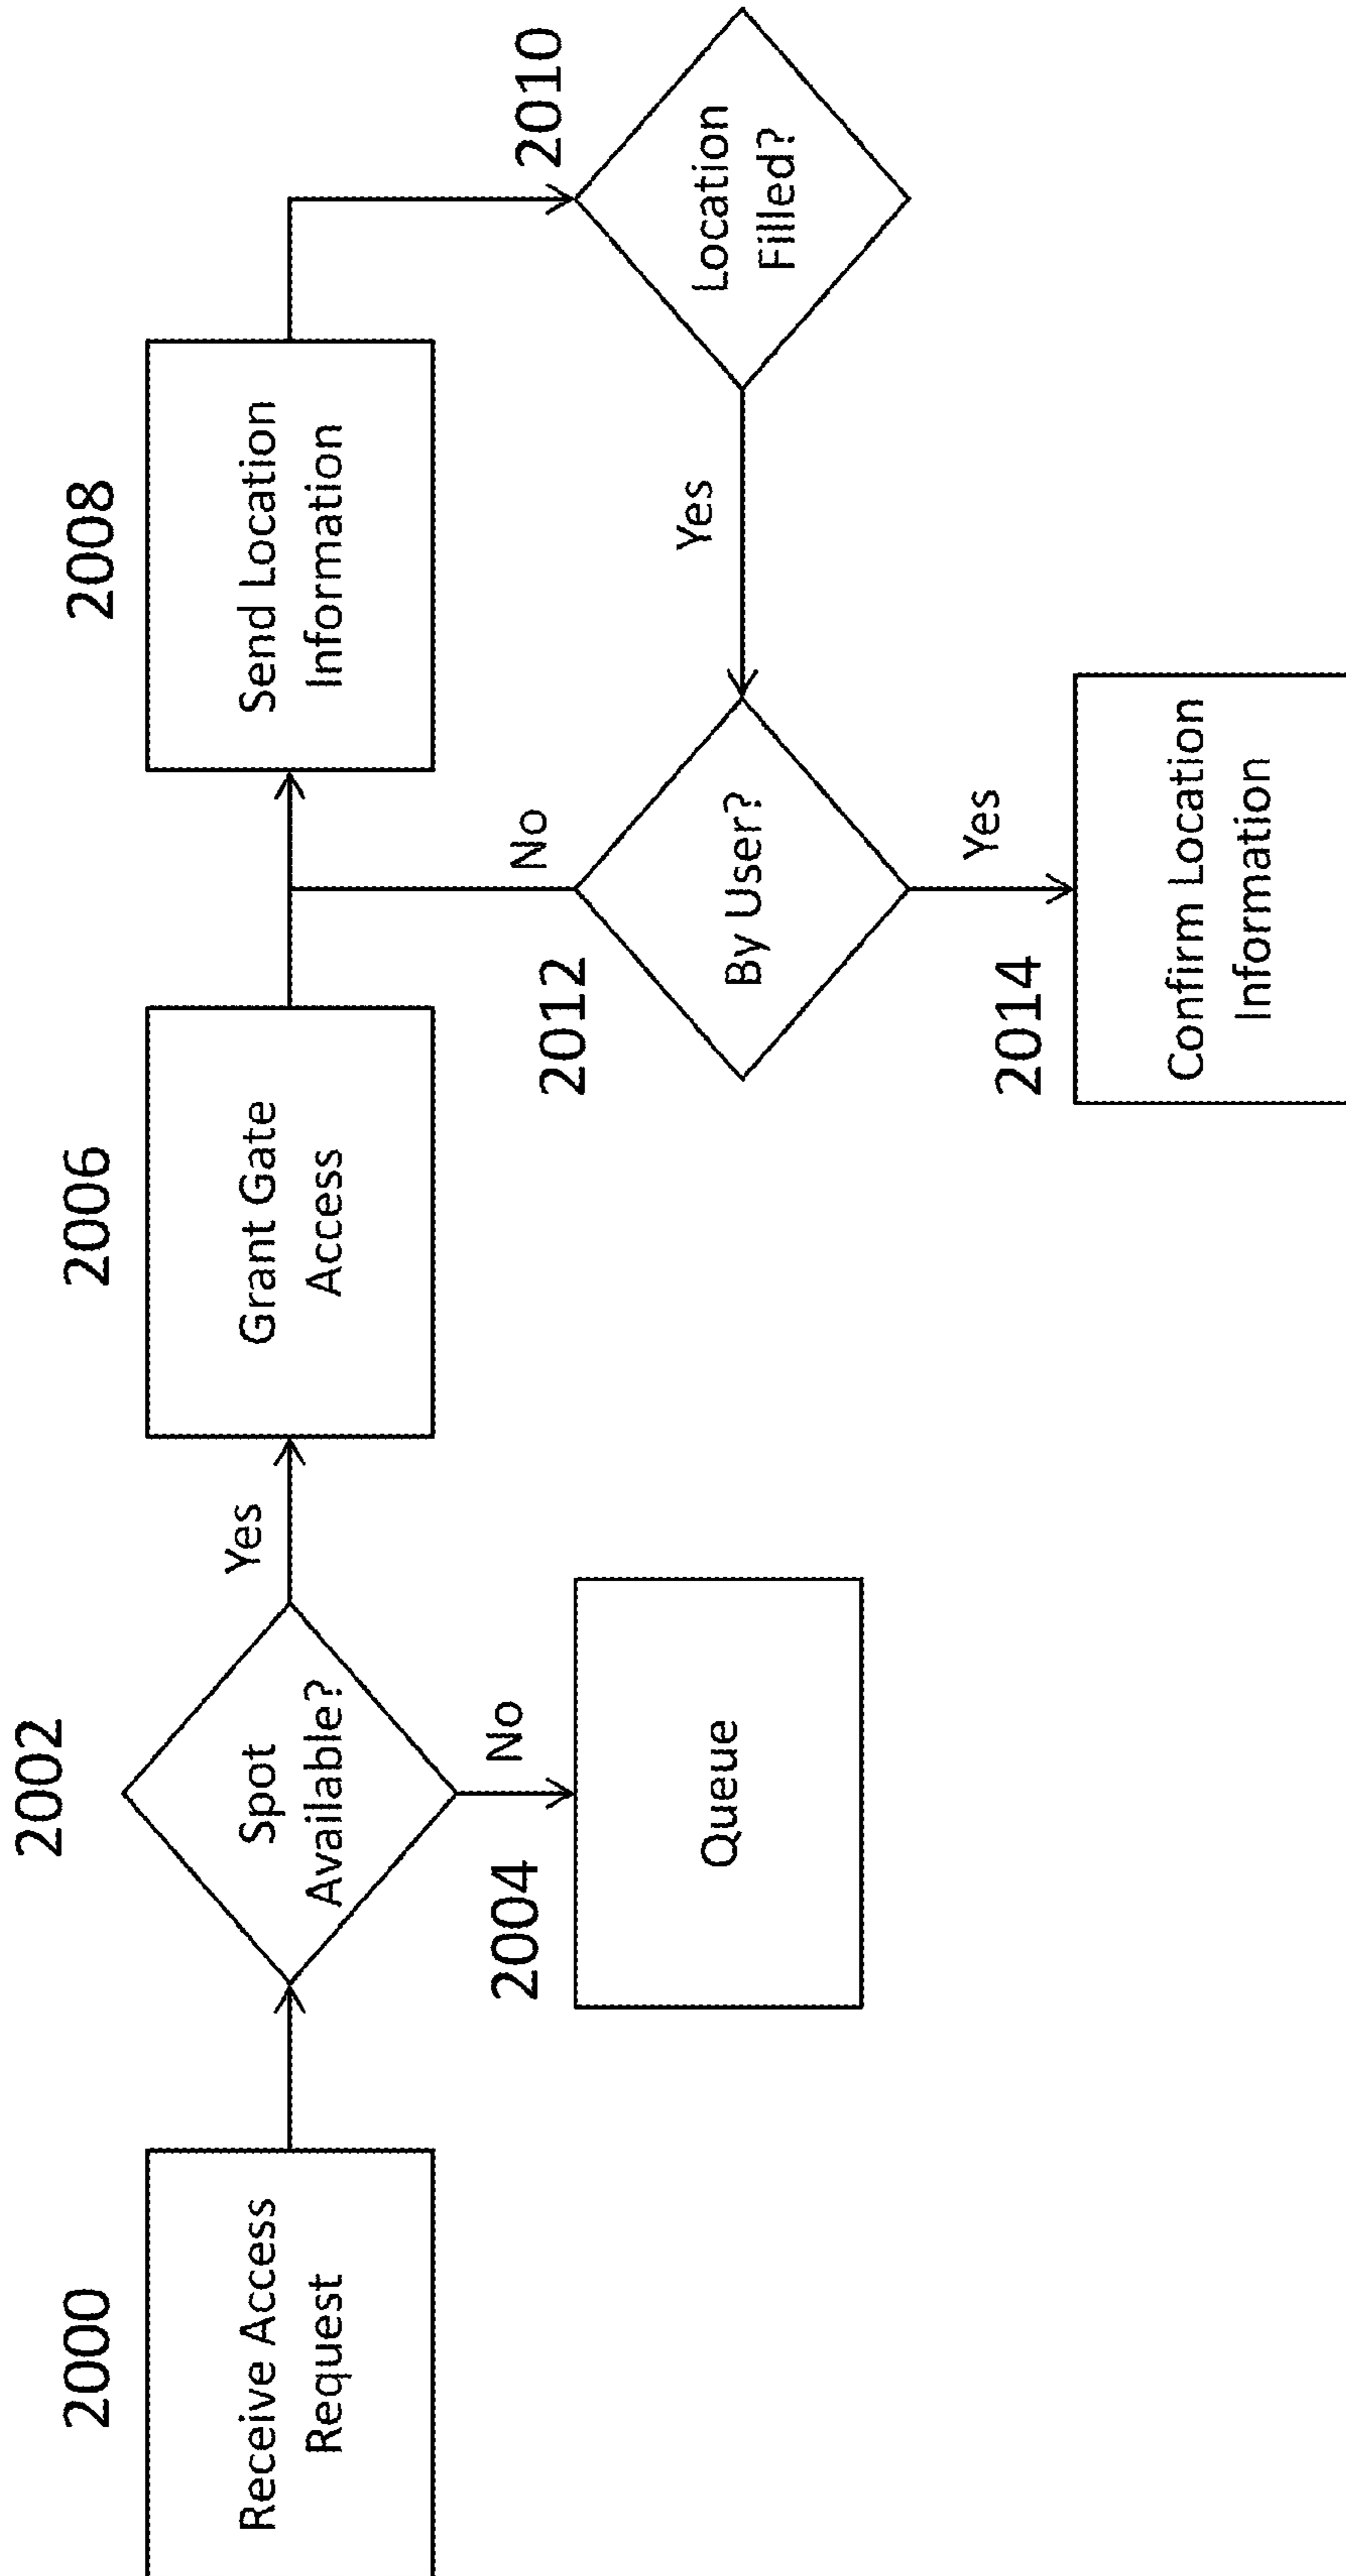 2000
Receive Access
Request
2002
Spot
Available?
Yes
No
2004
Queue
2006
Grant Gate
Access
2008
Send Location
Information
2010
Location
Filled?
Yes
2012
By User?
No
Yes
2014
Confirm Location
Information